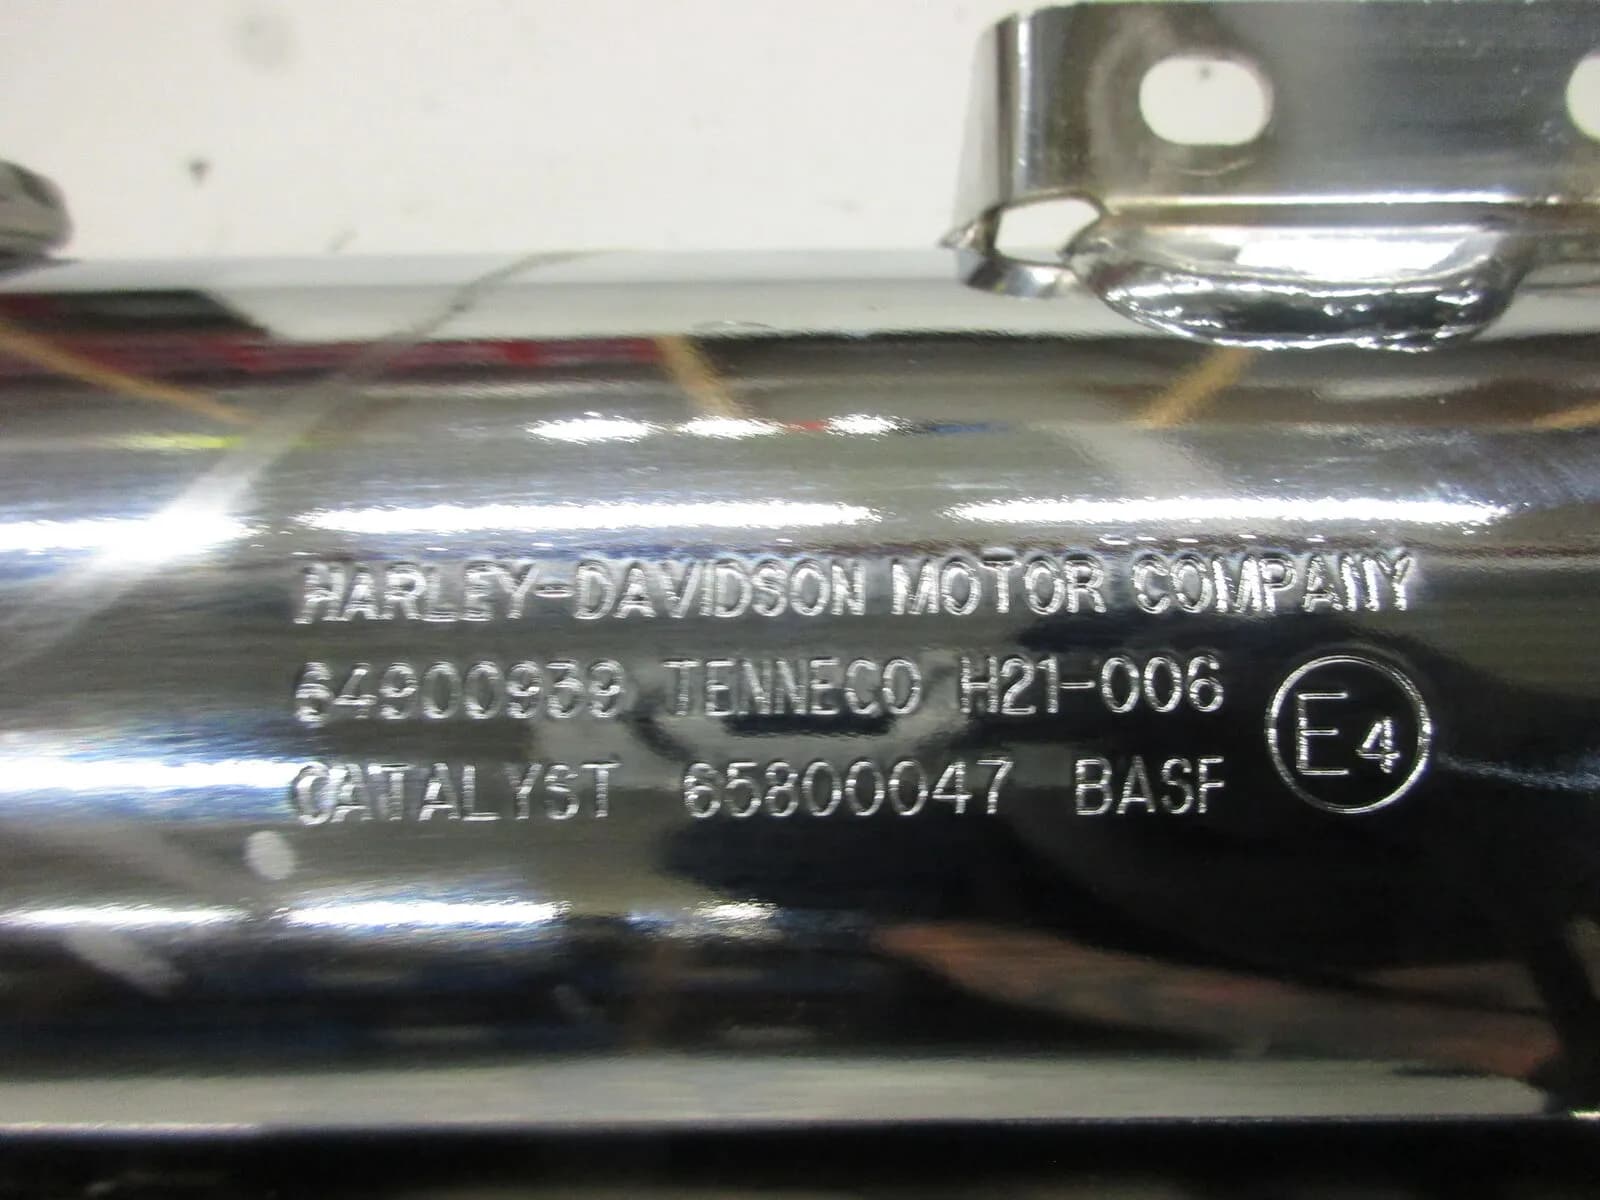 HARLEY-DAVIDSON MOTOR COMPANY
64900939 TENNECO H21-006
CATALYST 65800047 BASF
E4